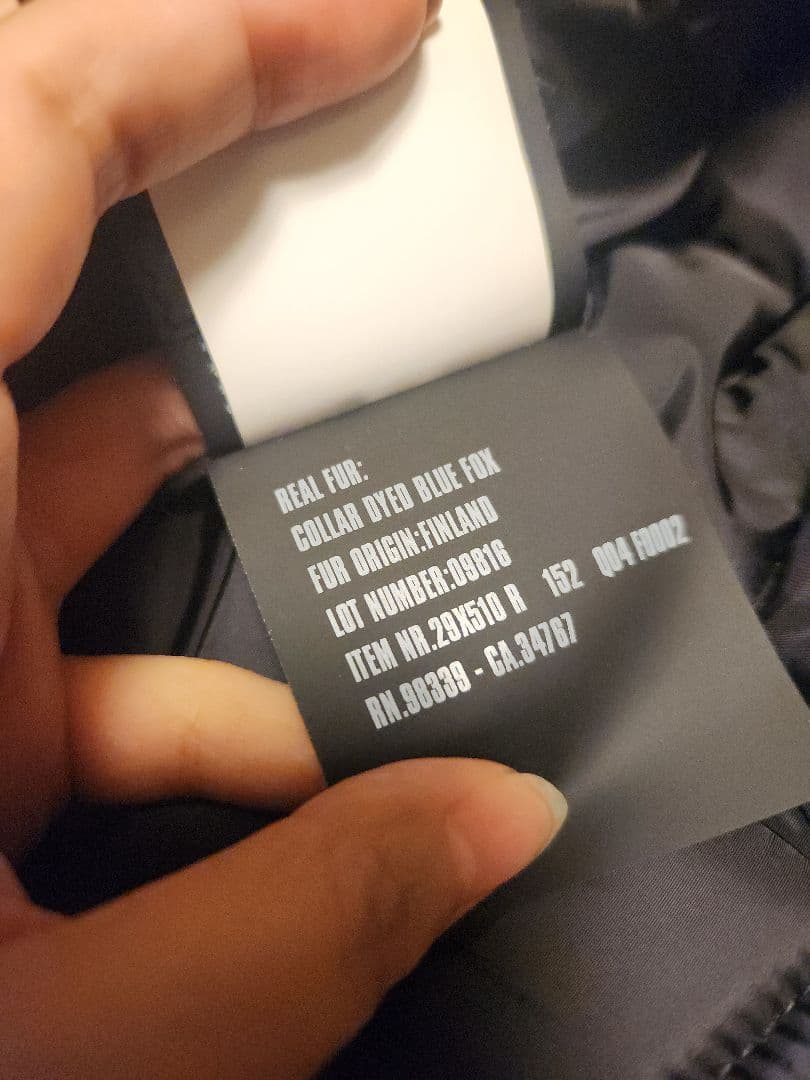 REAL FUR:
COLLAR DYED BLUE FOX
FUR ORIGIN:FINLAND
LOT NUMBER:09816
ITEM NR.29X510 R 152 Q04 F0002
RN.98339 - CA.34767